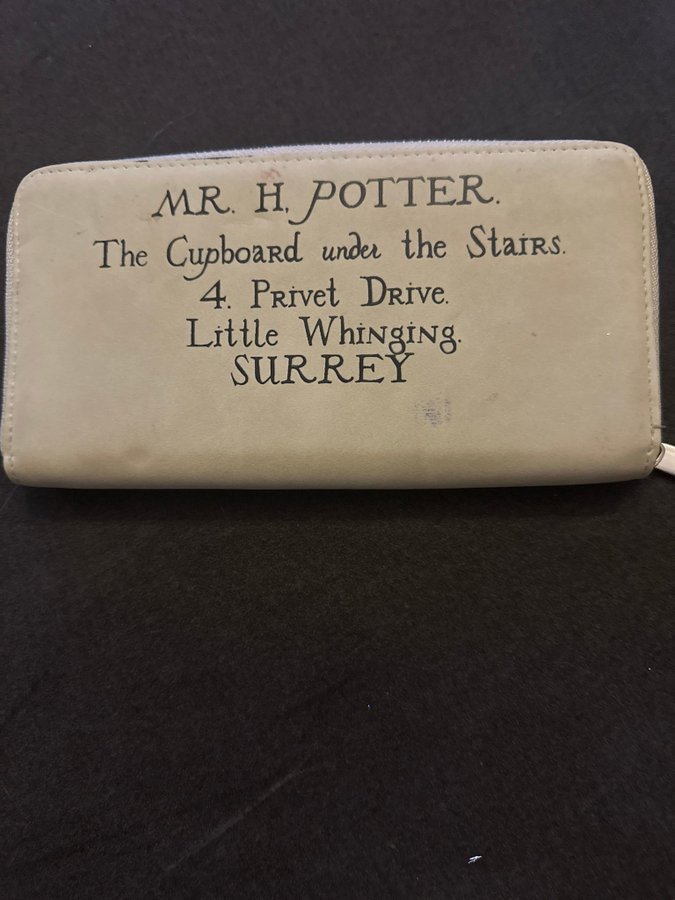 MR. H. POTTER.
The Cupboard under the Stairs.
4. Privet Drive.
Little Whinging.
SURREY